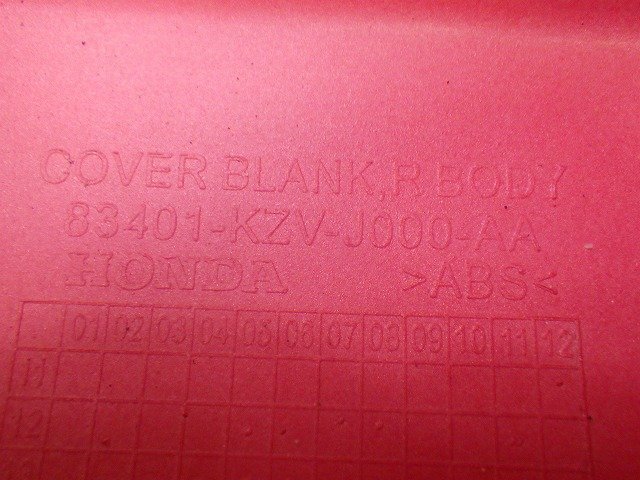 COVER BLANK,R BODY
83401-KZV-J000-AA
HONDA >ABS<
01 02 03 04 05 06 07 08 09 10 11 12
11
12